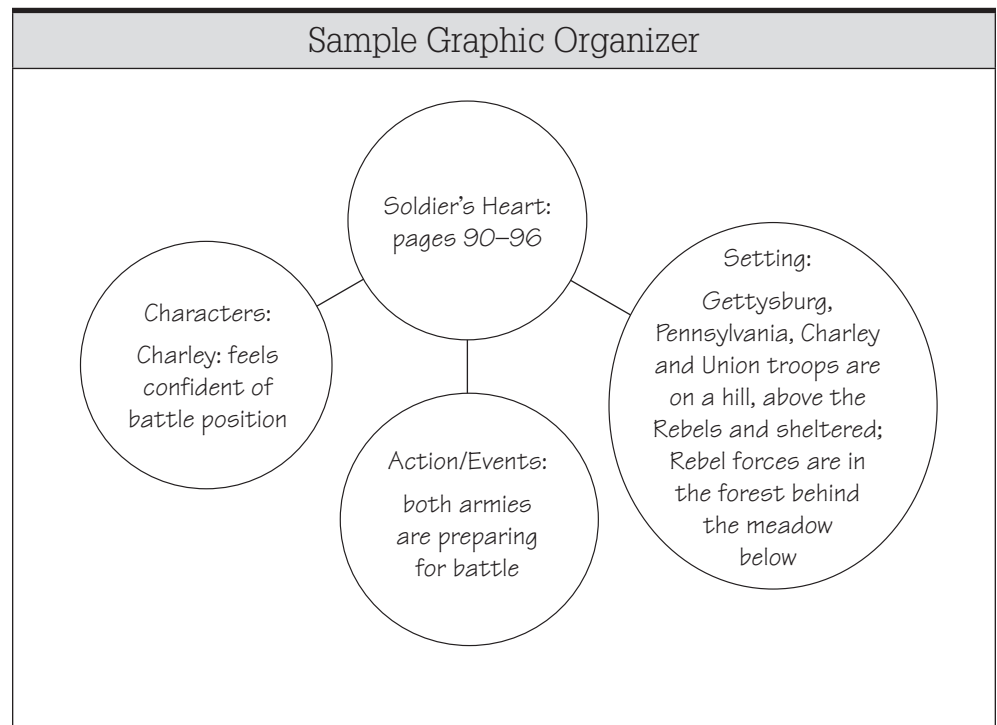 Sample Graphic Organizer
Soldier's Heart:
pages 90–96
Characters:
Charley: feels
confident of
battle position
Action/Events:
both armies
are preparing
for battle
Setting:
Gettysburg,
Pennsylvania, Charley
and Union troops are
on a hill, above the
Rebels and sheltered;
Rebel forces are in
the forest behind
the meadow
below